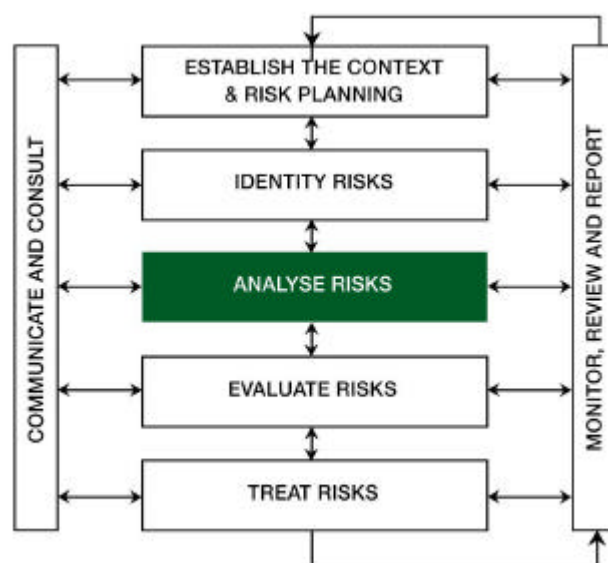 COMMUNICATE AND CONSULT
ESTABLISH THE CONTEXT
& RISK PLANNING
IDENTITY RISKS
ANALYSE RISKS
EVALUATE RISKS
TREAT RISKS
MONITOR, REVIEW AND REPORT